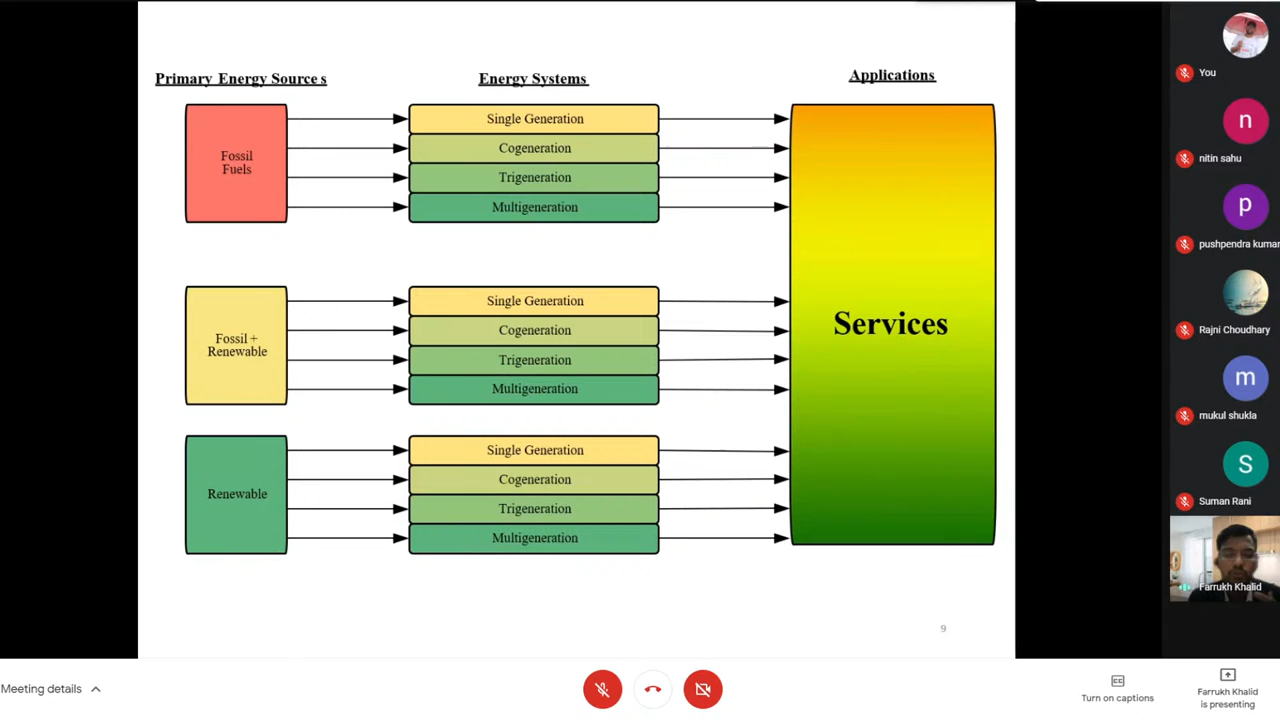 Primary Energy Source s
Energy Systems
Applications
Fossil
Fuels
Single Generation
Cogeneration
Trigeneration
Multigeneration
Fossil +
Renewable
Single Generation
Cogeneration
Trigeneration
Multigeneration
Renewable
Single Generation
Cogeneration
Trigeneration
Multigeneration
Services
9
You
n
nitin sahu
p
pushpendra kumar
Rajni Choudhary
m
mukul shukla
S
Suman Rani
Farrukh Khalid
Meeting details
CC
Turn on captions
Farrukh Khalid
is presenting